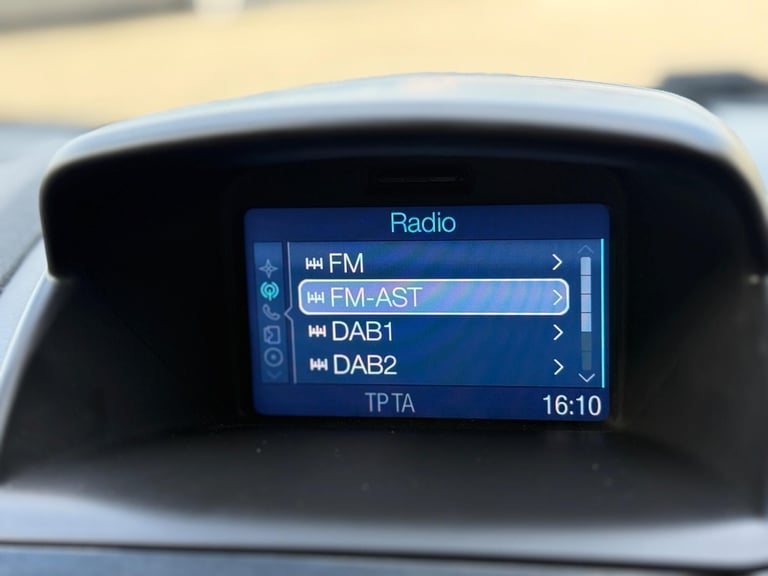 Radio
FM
FM-AST
DAB1
DAB2
TP TA
16:10